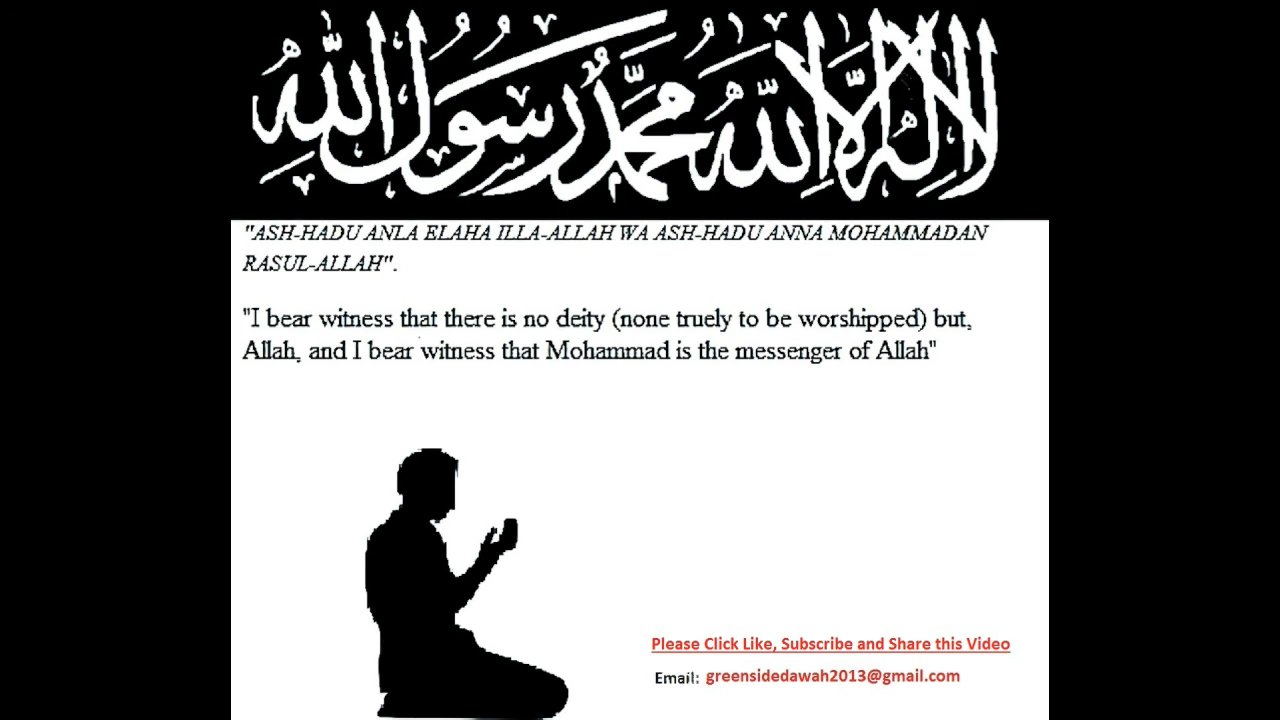 لا إله إلا الله محمد رسول الله
"ASH-HADU ANLA ELAHA ILLA-ALLAH WA ASH-HADU ANNA MOHAMMADAN
RASUL-ALLAH".
"I bear witness that there is no deity (none truely to be worshipped) but,
Allah, and I bear witness that Mohammad is the messenger of Allah"
Please Click Like, Subscribe and Share this Video
Email: greensidedawah2013@gmail.com